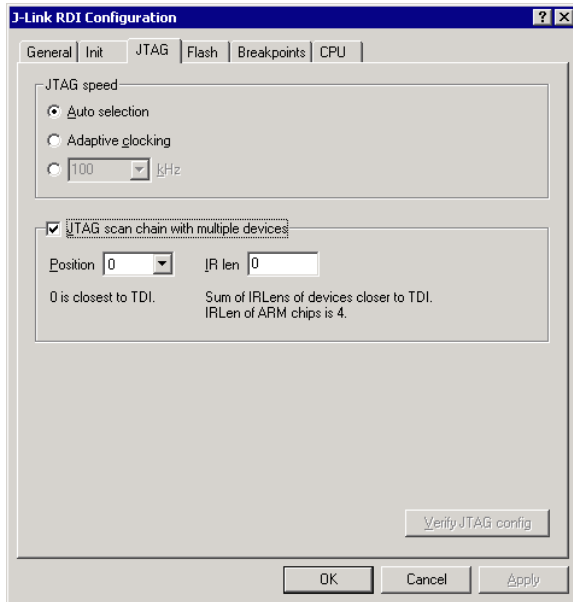 J-Link RDI Configuration
General Init JTAG Flash Breakpoints CPU
JTAG speed
Auto selection
Adaptive clocking
100 kHz
JTAG scan chain with multiple devices
Position 0 IR len 0
0 is closest to TDI. Sum of IRLens of devices closer to TDI.
IRLen of ARM chips is 4.
Verify JTAG config
OK Cancel Apply